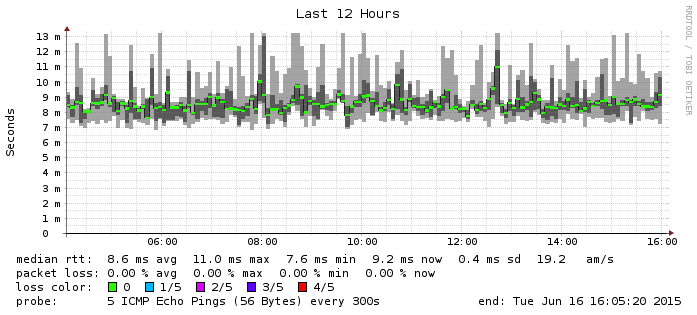 Last 12 Hours
RRDTOOL / TOBI OETIKER
Seconds
13 m
12 m
11 m
10 m
9 m
8 m
7 m
6 m
5 m
4 m
3 m
2 m
1 m
0
06:00 08:00 10:00 12:00 14:00 16:00
median rtt: 8.6 ms avg 11.0 ms max 7.6 ms min 9.2 ms now 0.4 ms sd 19.2 am/s
packet loss: 0.00 % avg 0.00 % max 0.00 % min 0.00 % now
loss color: 0 1/5 2/5 3/5 4/5
probe: 5 ICMP Echo Pings (56 Bytes) every 300s end: Tue Jun 16 16:05:20 2015